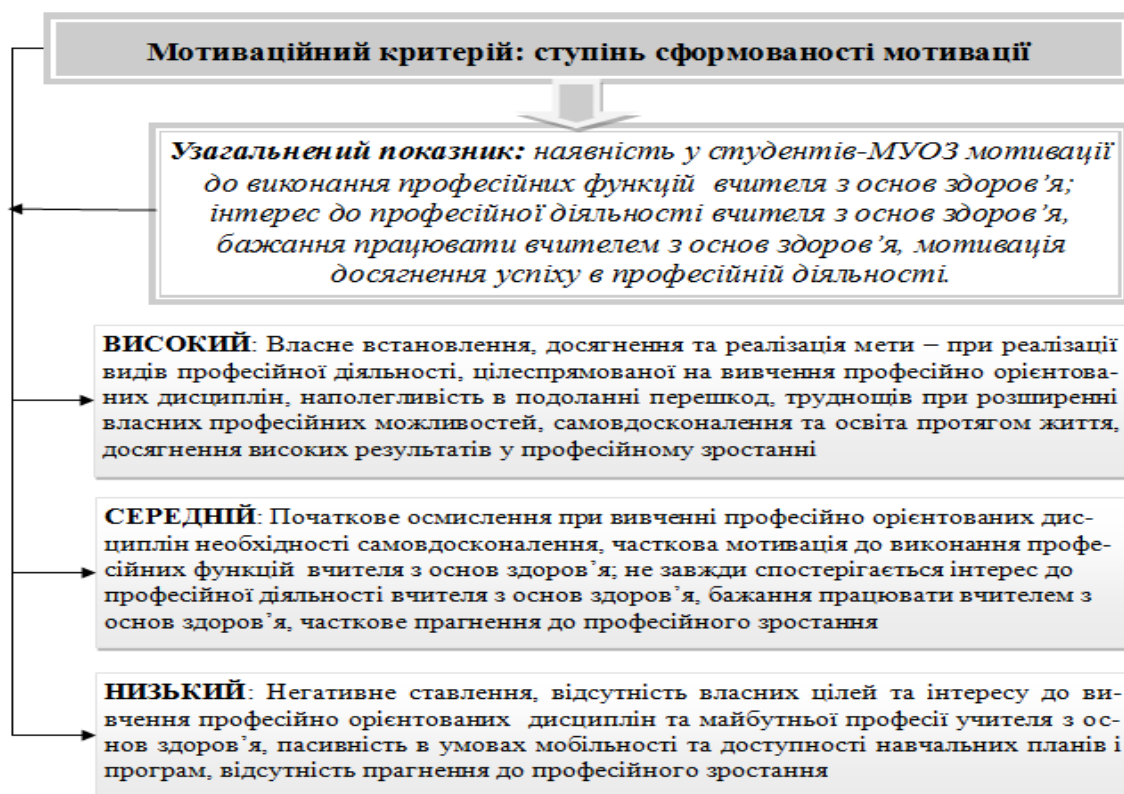 Мотиваційний критерій: ступінь сформованості мотивації
Узагальнений показник: наявність у студентів-МУОЗ мотивації
до виконання професійних функцій вчителя з основ здоров’я;
інтерес до професійної діяльності вчителя з основ здоров’я,
бажання працювати вчителем з основ здоров’я, мотивація
досягнення успіху в професійній діяльності.
ВИСОКИЙ: Власне встановлення, досягнення та реалізація мети – при реалізації
видів професійної діяльності, цілеспрямованої на вивчення професійно орієнтова-
них дисциплін, наполегливість в подоланні перешкод, труднощів при розширенні
власних професійних можливостей, самовдосконалення та освіта протягом життя,
досягнення високих результатів у професійному зростанні
СЕРЕДНІЙ: Початкове осмислення при вивченні професійно орієнтованих дис-
циплін необхідності самовдосконалення, часткова мотивація до виконання профе-
сійних функцій вчителя з основ здоров’я; не завжди спостерігається інтерес до
професійної діяльності вчителя з основ здоров’я, бажання працювати вчителем з
основ здоров’я, часткове прагнення до професійного зростання
НИЗЬКИЙ: Негативне ставлення, відсутність власних цілей та інтересу до ви-
вчення професійно орієнтованих дисциплін та майбутньої професії учителя з ос-
нов здоров’я, пасивність в умовах мобільності та доступності навчальних планів і
програм, відсутність прагнення до професійного зростання